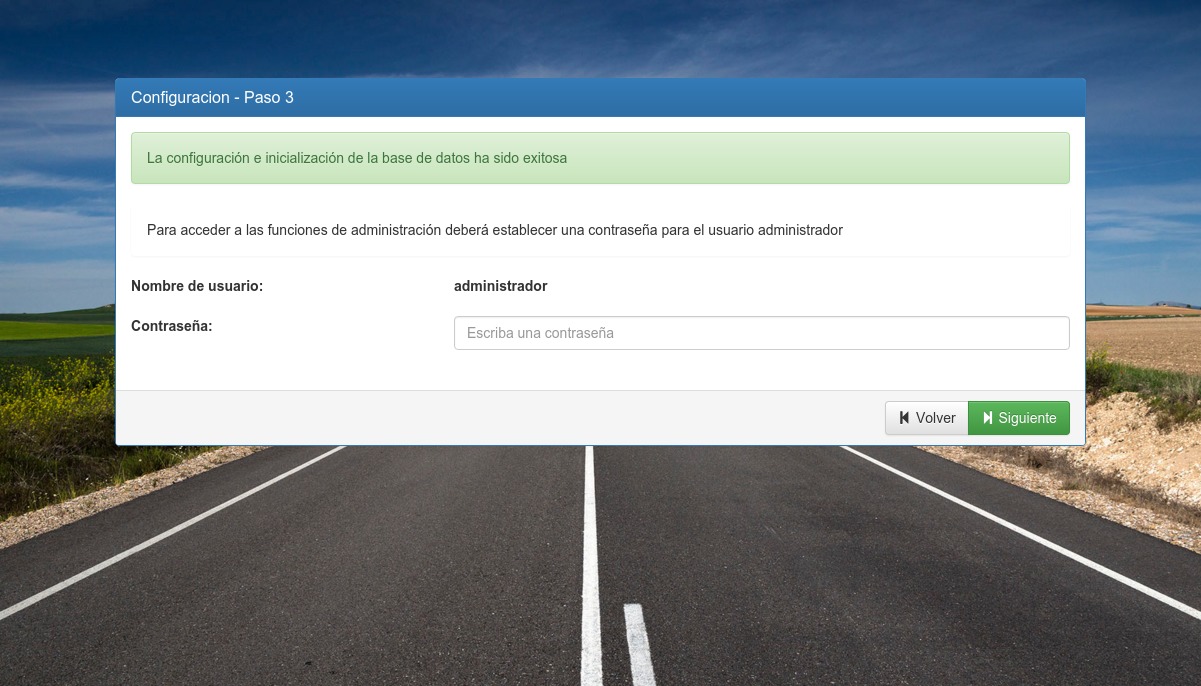 Configuracion - Paso 3
La configuración e inicialización de la base de datos ha sido exitosa
Para acceder a las funciones de administración deberá establecer una contraseña para el usuario administrador
Nombre de usuario: administrador
Contraseña: Escriba una contraseña
Volver Siguiente